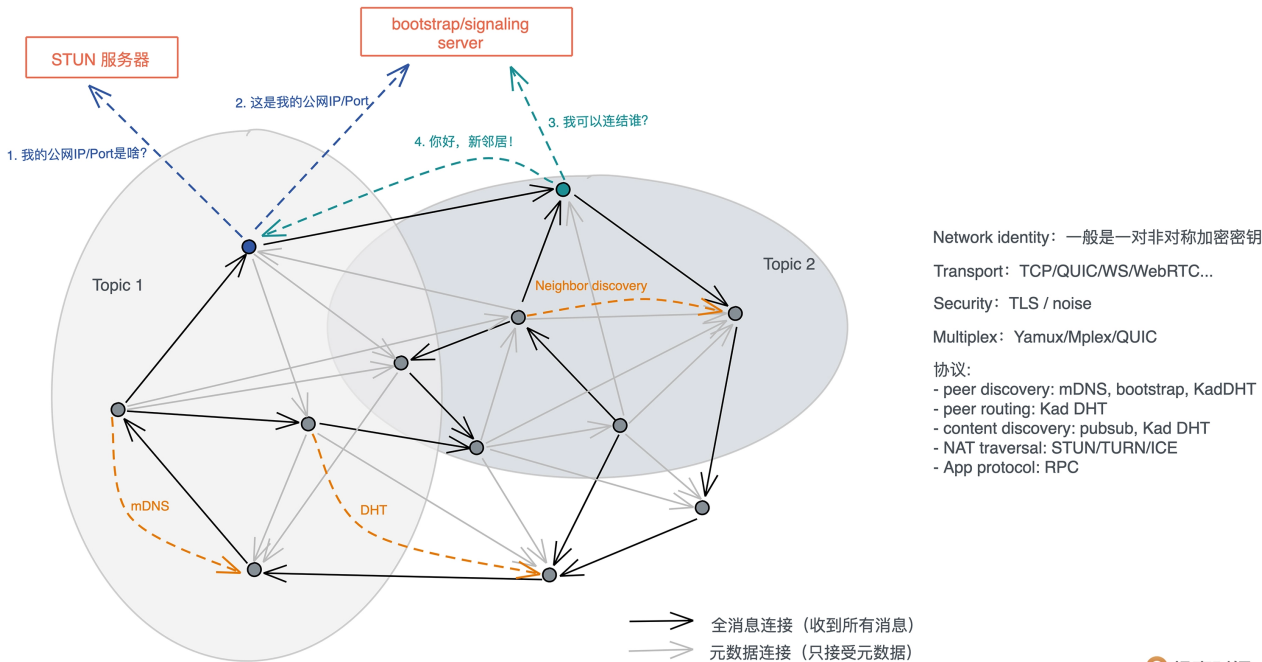 bootstrap/signaling
server
STUN 服务器
2. 这是我的公网IP/Port
3. 我可以连结谁?
4. 你好，新邻居！
1. 我的公网IP/Port是啥?
Topic 1
Topic 2
Neighbor discovery
mDNS
DHT
Network identity：一般是一对非对称加密密钥
Transport：TCP/QUIC/WS/WebRTC...
Security：TLS / noise
Multiplex：Yamux/Mplex/QUIC
协议:
- peer discovery: mDNS, bootstrap, KadDHT
- peer routing: Kad DHT
- content discovery: pubsub, Kad DHT
- NAT traversal: STUN/TURN/ICE
- App protocol: RPC
全消息连接（收到所有消息）
元数据连接（只接受元数据）